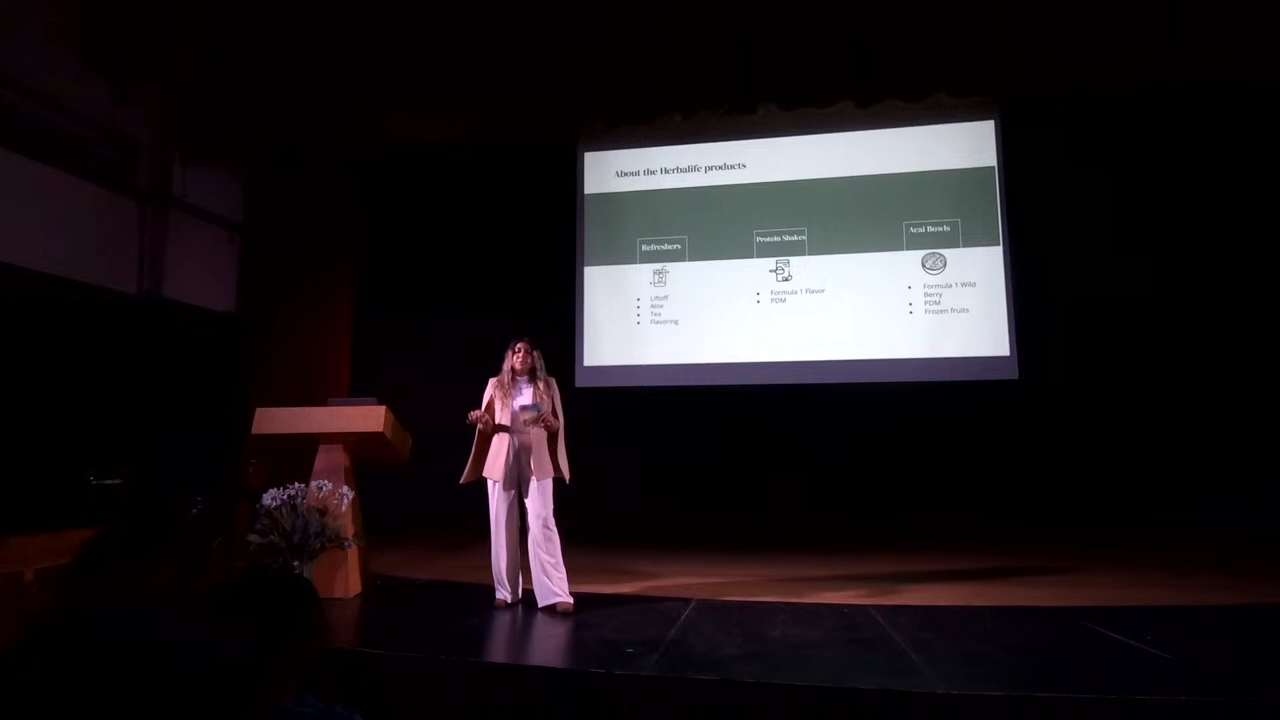 About the Herbalife products
Refreshers
Liftoff
Aloe
Tea
Flavoring
Protein Shakes
Formula 1 Flavor
PDM
Acai Bowls
Formula 1 Wild
Berry
PDM
Frozen fruits